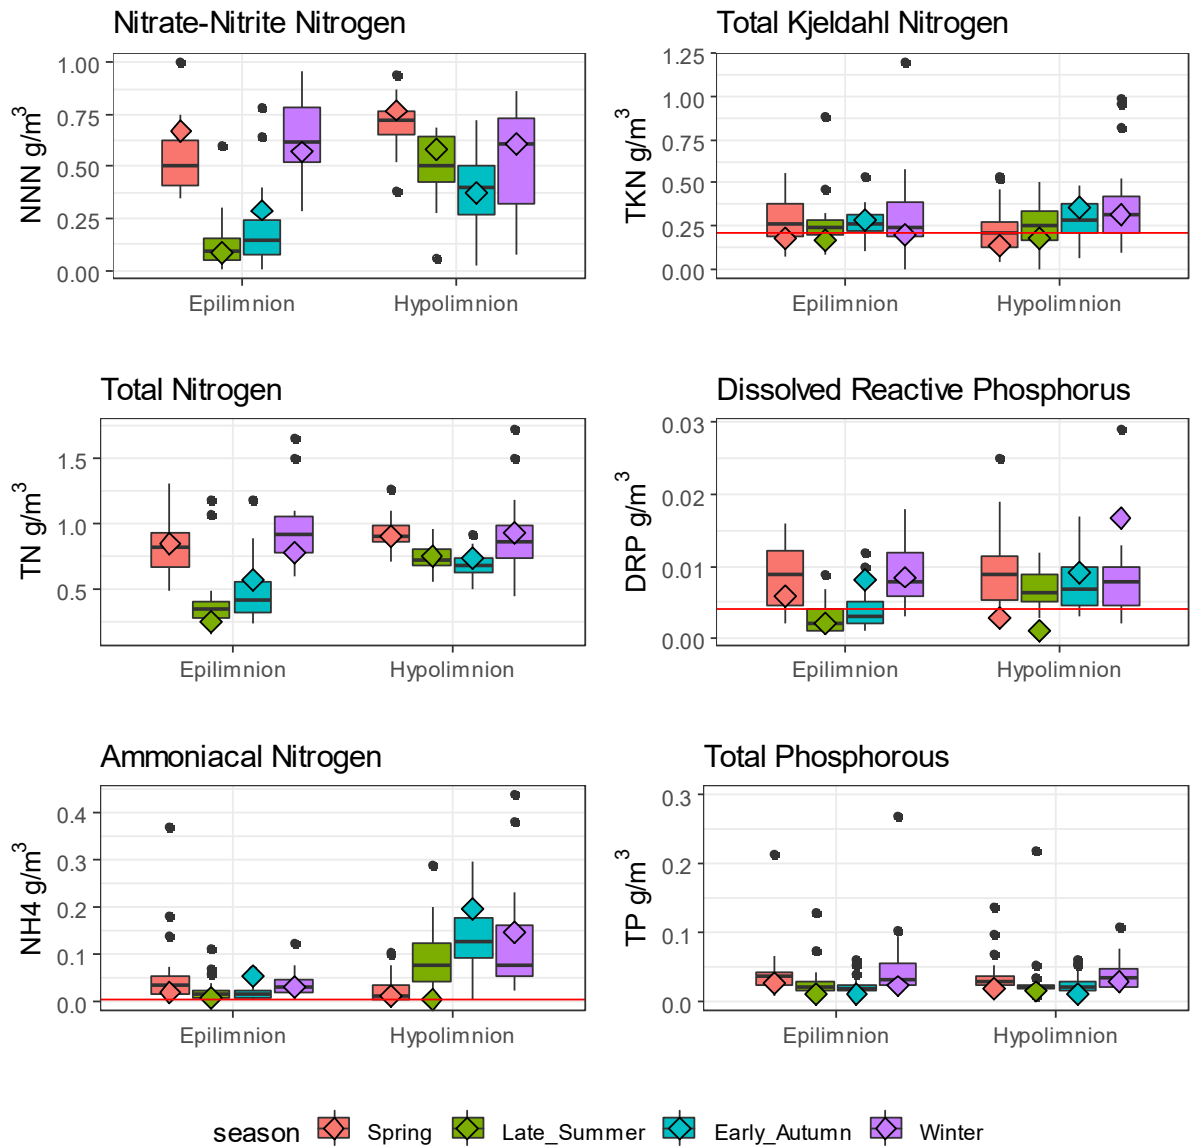 Nitrate-Nitrite Nitrogen
NNN g/m³
1.00
0.75
0.50
0.25
0.00
Epilimnion Hypolimnion
Total Kjeldahl Nitrogen
TKN g/m³
1.25
1.00
0.75
0.50
0.25
0.00
Epilimnion Hypolimnion
Total Nitrogen
TN g/m³
1.5
1.0
0.5
Epilimnion Hypolimnion
Dissolved Reactive Phosphorus
DRP g/m³
0.03
0.02
0.01
0.00
Epilimnion Hypolimnion
Ammoniacal Nitrogen
NH4 g/m³
0.4
0.3
0.2
0.1
0.0
Epilimnion Hypolimnion
Total Phosphorous
TP g/m³
0.3
0.2
0.1
0.0
Epilimnion Hypolimnion
season Spring Late_Summer Early_Autumn Winter